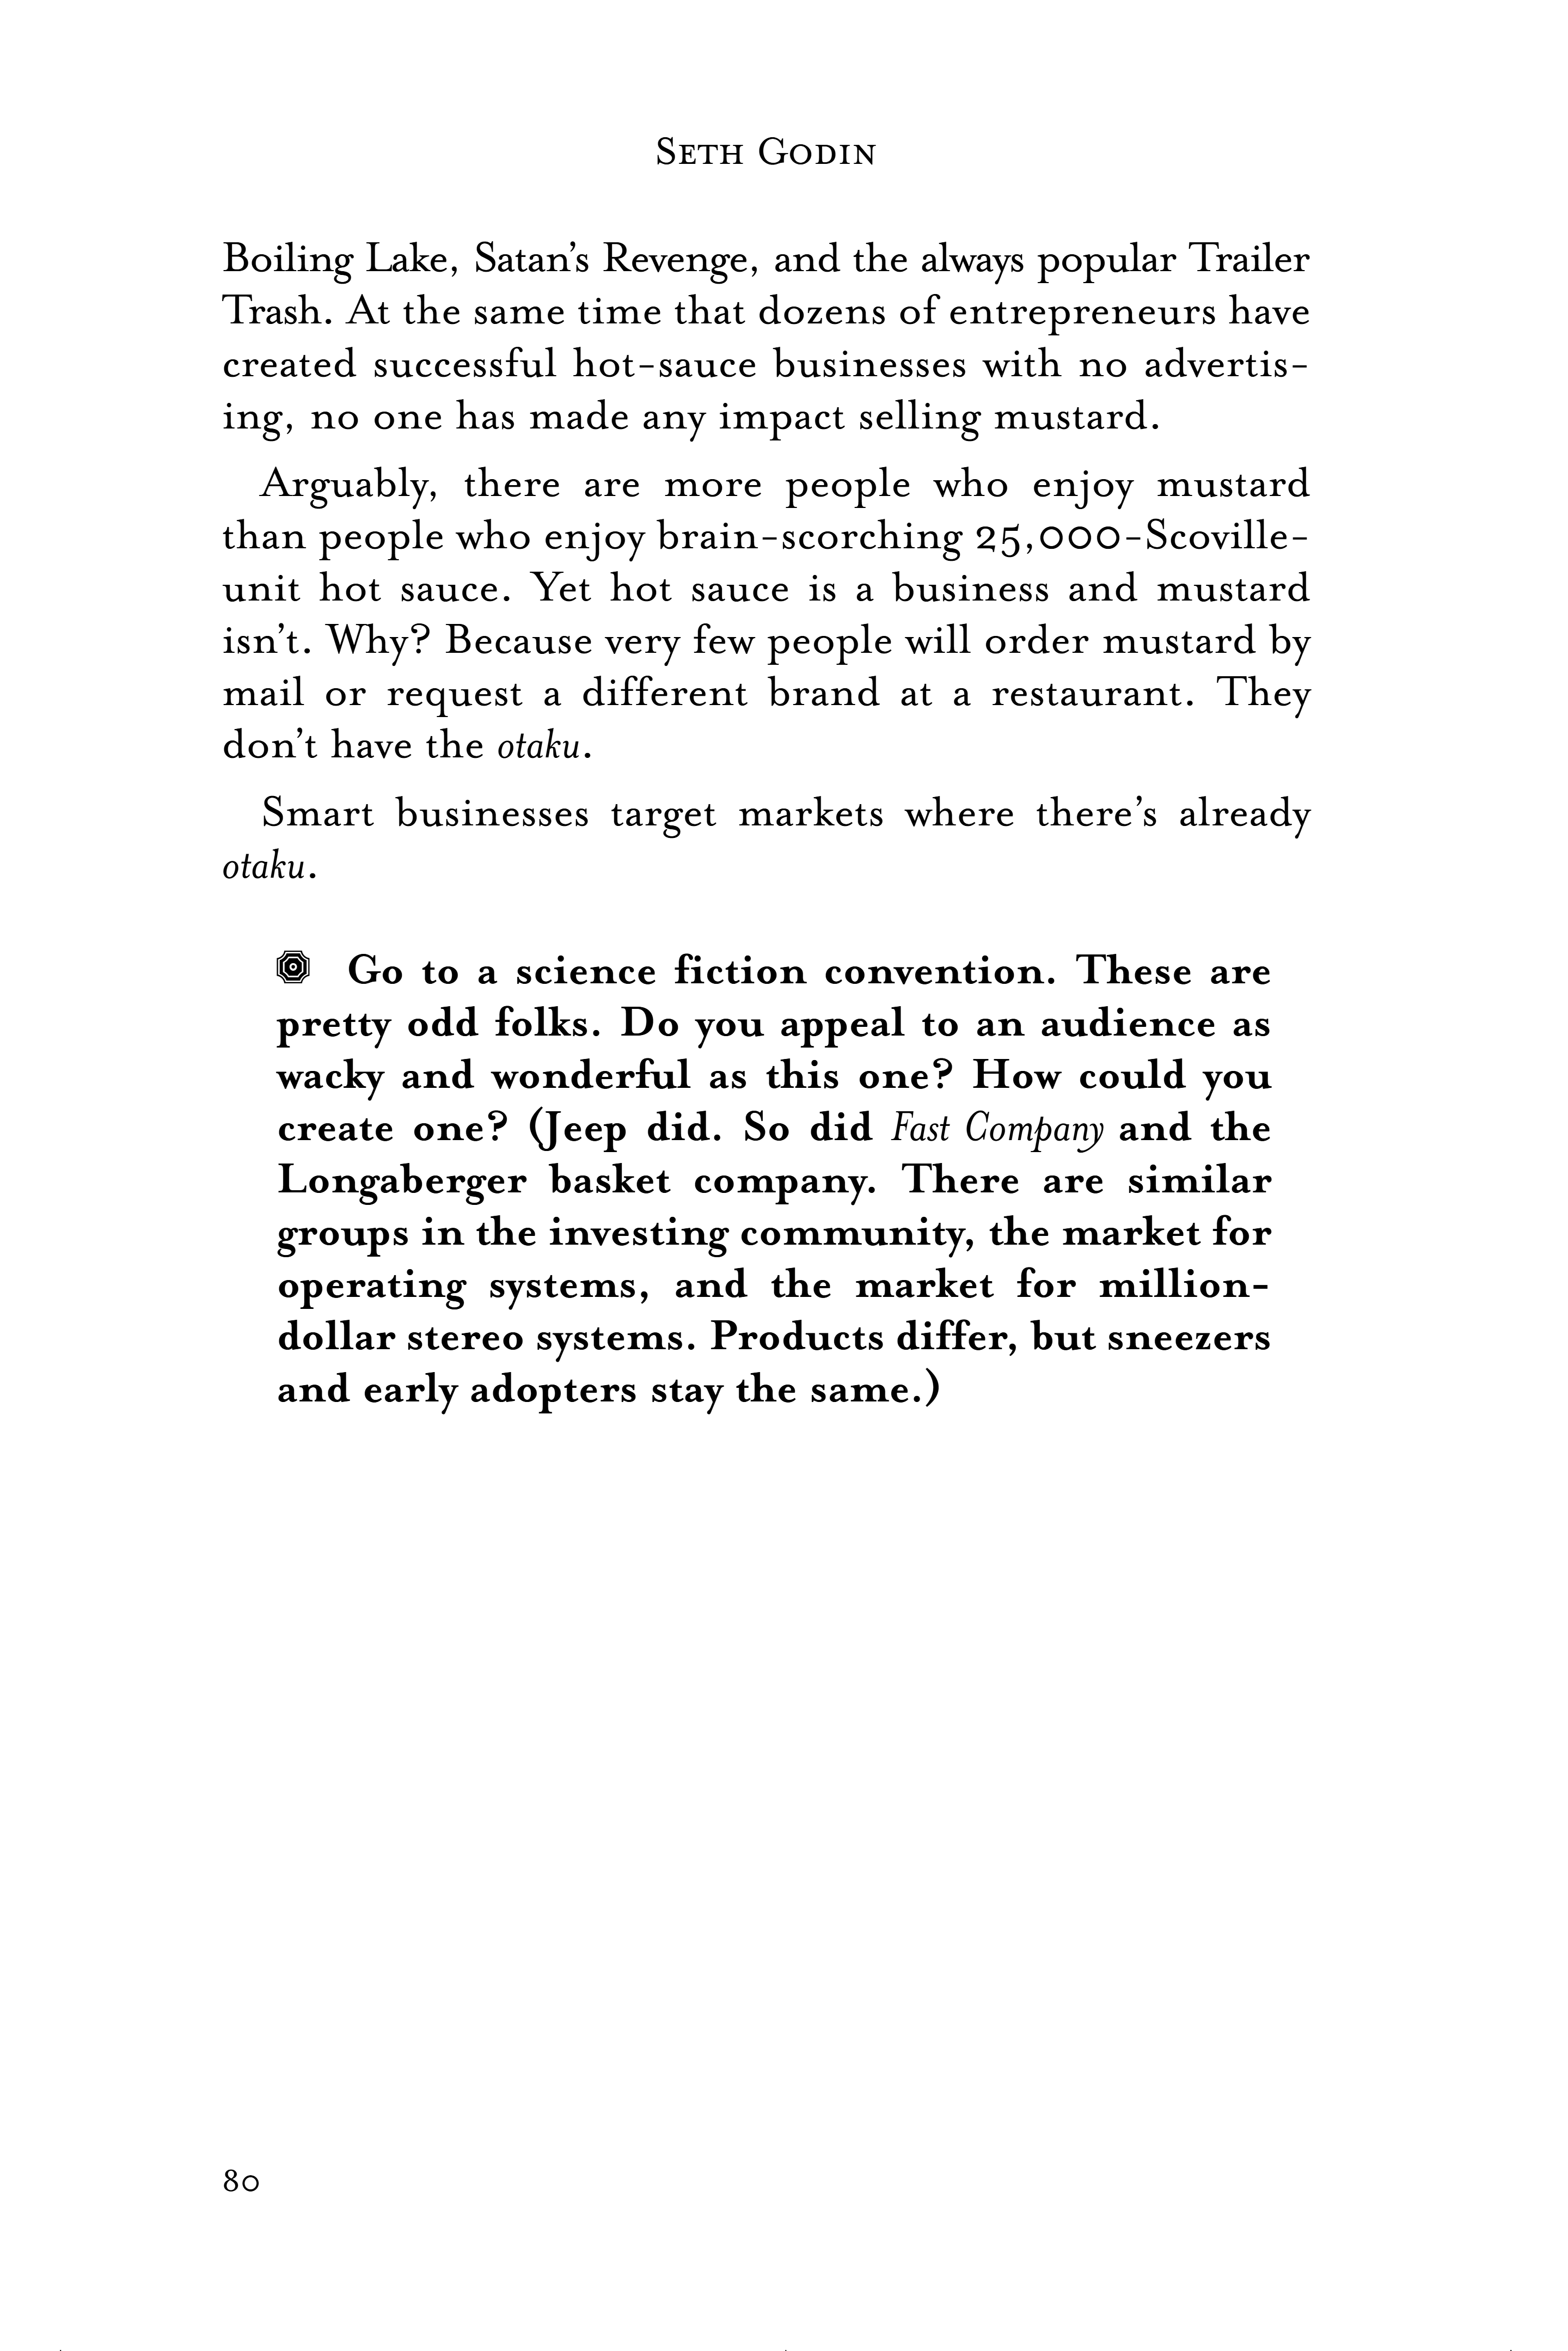 Seth Godin
Boiling Lake, Satan’s Revenge, and the always popular Trailer
Trash. At the same time that dozens of entrepreneurs have
created successful hot-sauce businesses with no advertis-
ing, no one has made any impact selling mustard.
Arguably, there are more people who enjoy mustard
than people who enjoy brain-scorching 25,000-Scoville-
unit hot sauce. Yet hot sauce is a business and mustard
isn’t. Why? Because very few people will order mustard by
mail or request a different brand at a restaurant. They
don’t have the otaku.
Smart businesses target markets where there’s already
otaku.
Go to a science fiction convention. These are
pretty odd folks. Do you appeal to an audience as
wacky and wonderful as this one? How could you
create one? (Jeep did. So did Fast Company and the
Longaberger basket company. There are similar
groups in the investing community, the market for
operating systems, and the market for million-
dollar stereo systems. Products differ, but sneezers
and early adopters stay the same.)
80